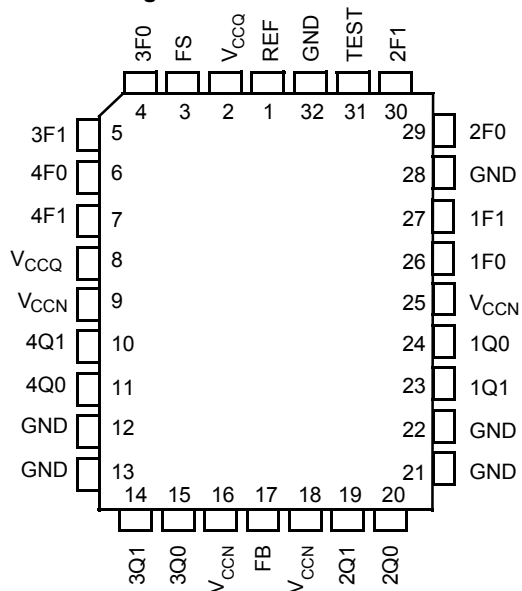 3F0 FS VCCQ REF GND TEST 2F1
4 3 2 1 32 31 30
3F1 5 29 2F0
4F0 6 28 GND
4F1 7 27 1F1
VCCQ 8 26 1F0
VCCN 9 25 VCCN
4Q1 10 24 1Q0
4Q0 11 23 1Q1
GND 12 22 GND
GND 13 21 GND
14 15 16 17 18 19 20
3Q1 3Q0 VCCN FB VCCN 2Q1 2Q0